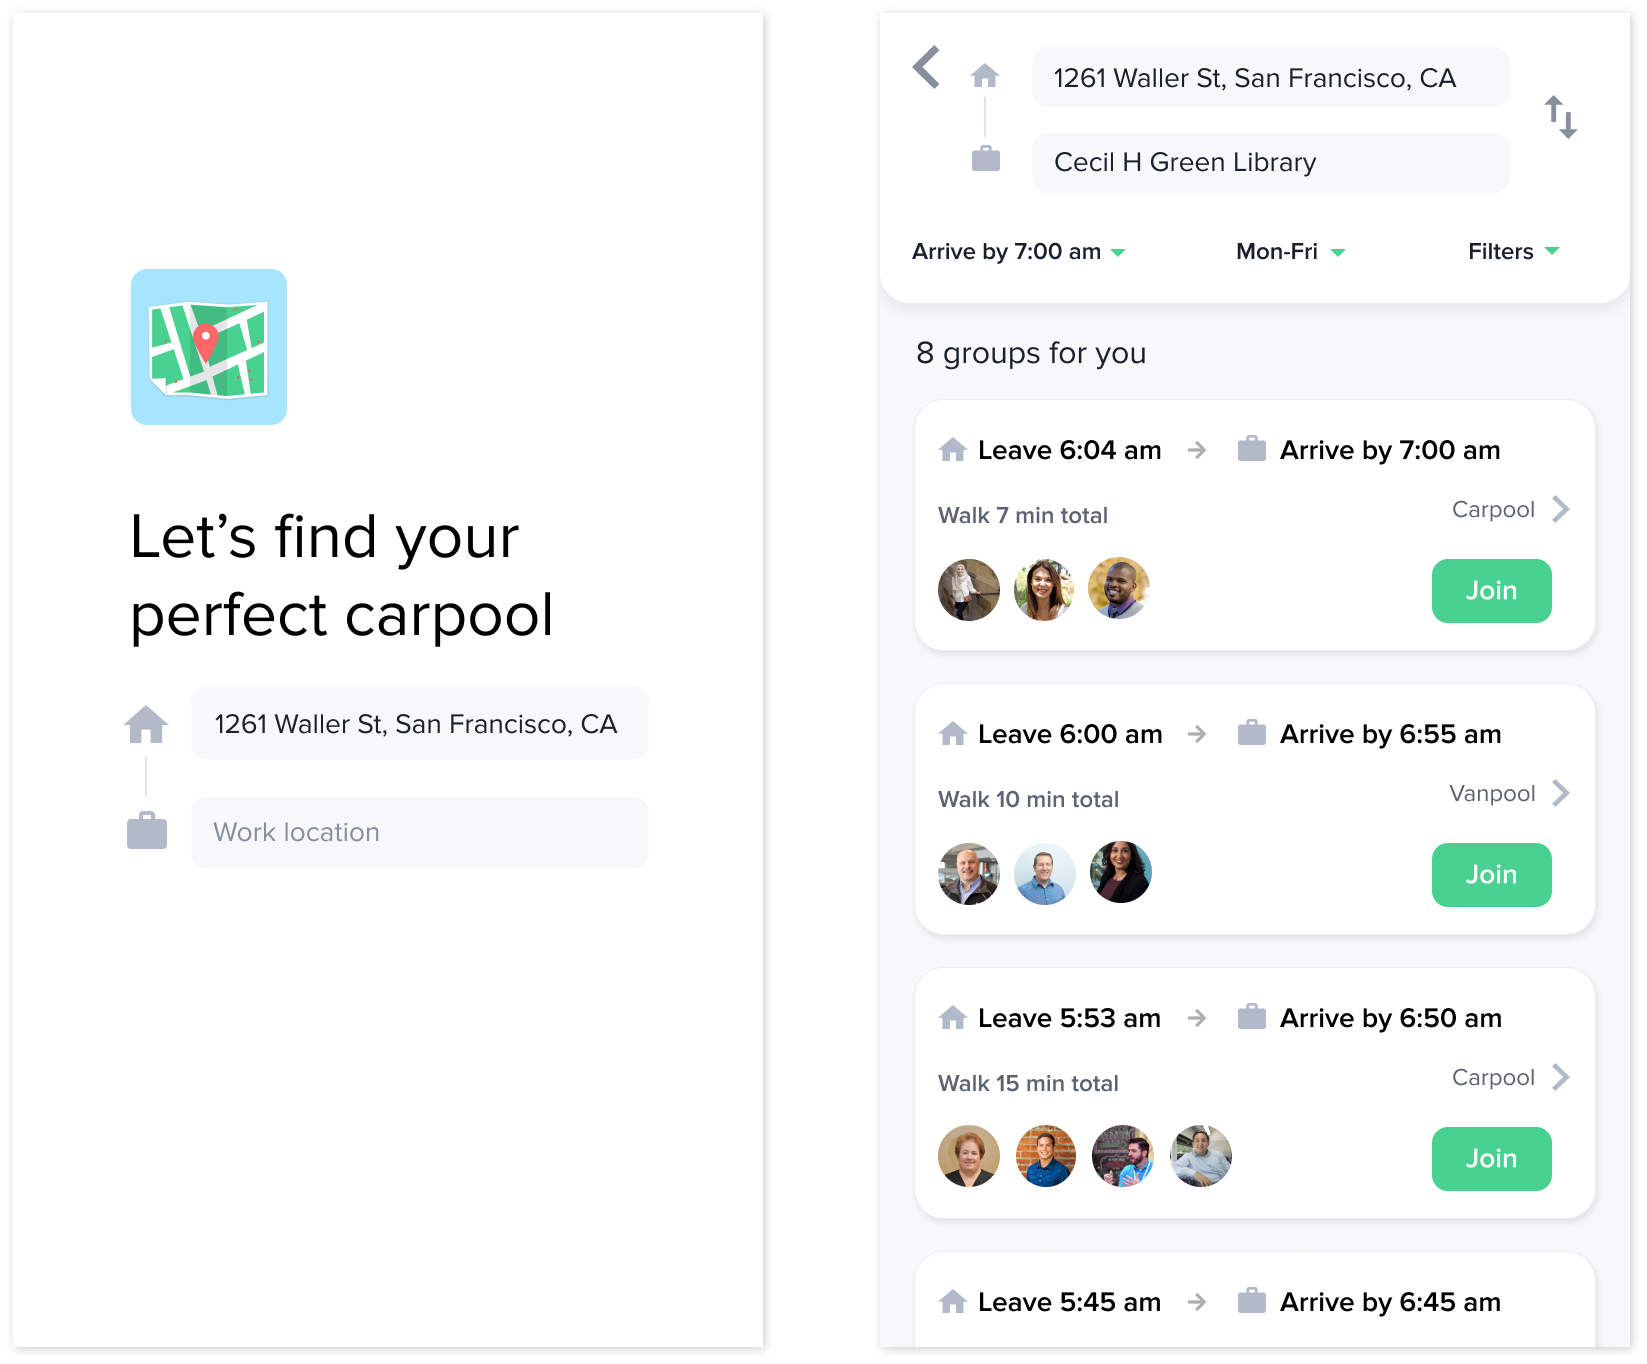 Let’s find your
perfect carpool
1261 Waller St, San Francisco, CA
Work location
1261 Waller St, San Francisco, CA
Cecil H Green Library
Arrive by 7:00 am
Mon-Fri
Filters
8 groups for you
Leave 6:04 am
Arrive by 7:00 am
Walk 7 min total
Carpool
Join
Leave 6:00 am
Arrive by 6:55 am
Walk 10 min total
Vanpool
Join
Leave 5:53 am
Arrive by 6:50 am
Walk 15 min total
Carpool
Join
Leave 5:45 am
Arrive by 6:45 am